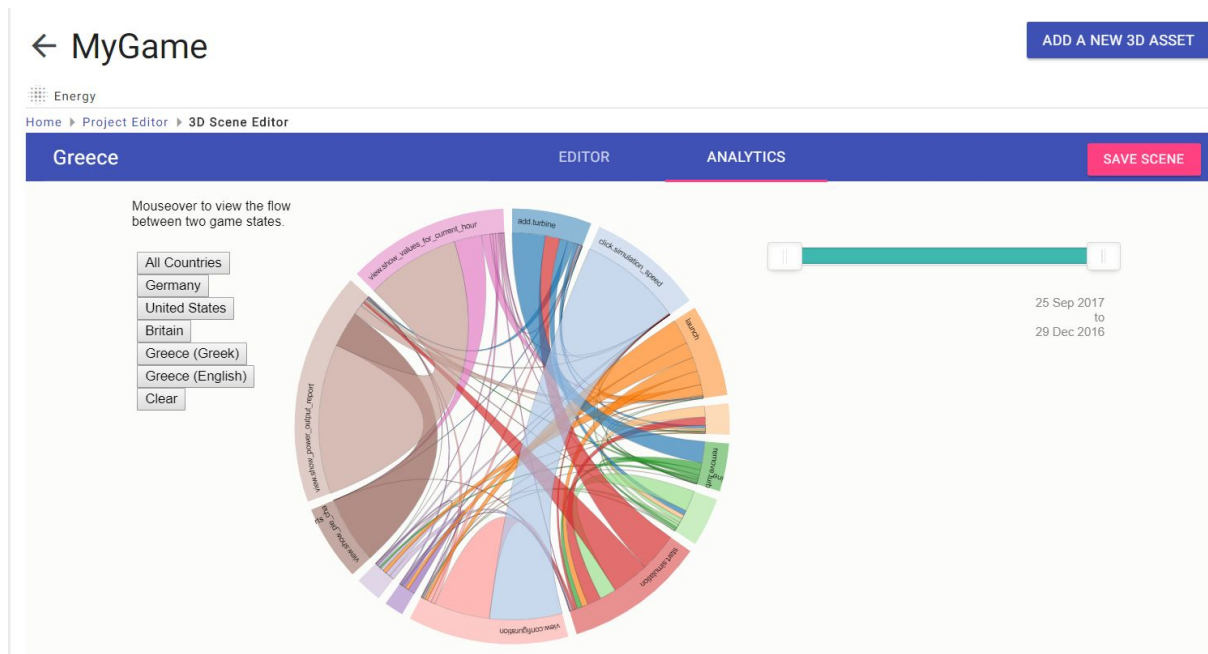 MyGame
ADD A NEW 3D ASSET
Energy
Home Project Editor 3D Scene Editor
Greece
EDITOR
ANALYTICS
SAVE SCENE
Mouseover to view the flow
between two game states.
All Countries
Germany
United States
Britain
Greece (Greek)
Greece (English)
Clear
view.show_values_for_current_hour
add.turbine
click.simulation_speed
launch
start.simulation
view.configuration
view.show_power_output_report
25 Sep 2017
to
29 Dec 2016